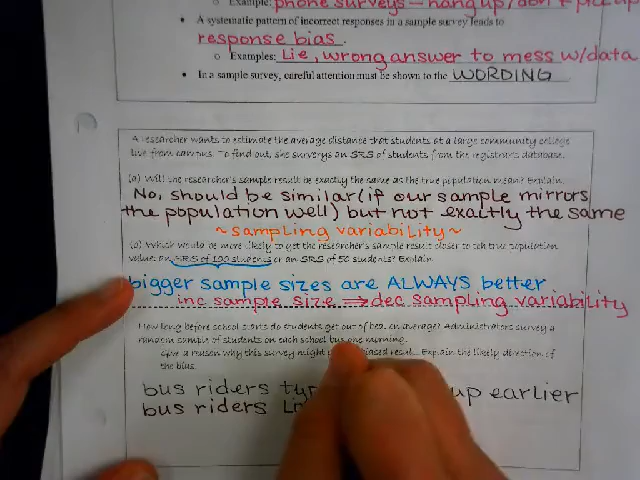 Example: phone surveys – hang up/don't pick up
• A systematic pattern of incorrect responses in a sample survey leads to
response bias.
o Examples: Lie, wrong answer to mess w/data
• In a sample survey, careful attention must be shown to the WORDING
A researcher wants to estimate the average distance that students at a large community college
live from campus. To find out, she surveys an SRS of students from the registrar's database.
(a) Will the researcher's sample result be exactly the same as the true population mean? Explain.
No, should be similar (if our sample mirrors
the population well) but not exactly the same
~sampling variability~
Which would be more likely to get the researcher's sample result closer to the true population
value: an SRS of 100 students or an SRS of 50 students? Explain
bigger sample sizes are ALWAYS better
inc sample size ⇒ dec sampling variability
How long before school starts do students get out of bed, on average? Administrators survey a
random sample of students on such school bus one morning.
Give a reason why this survey might biased result. Explain the likely direction of
the bias.
bus riders up earlier
bus riders